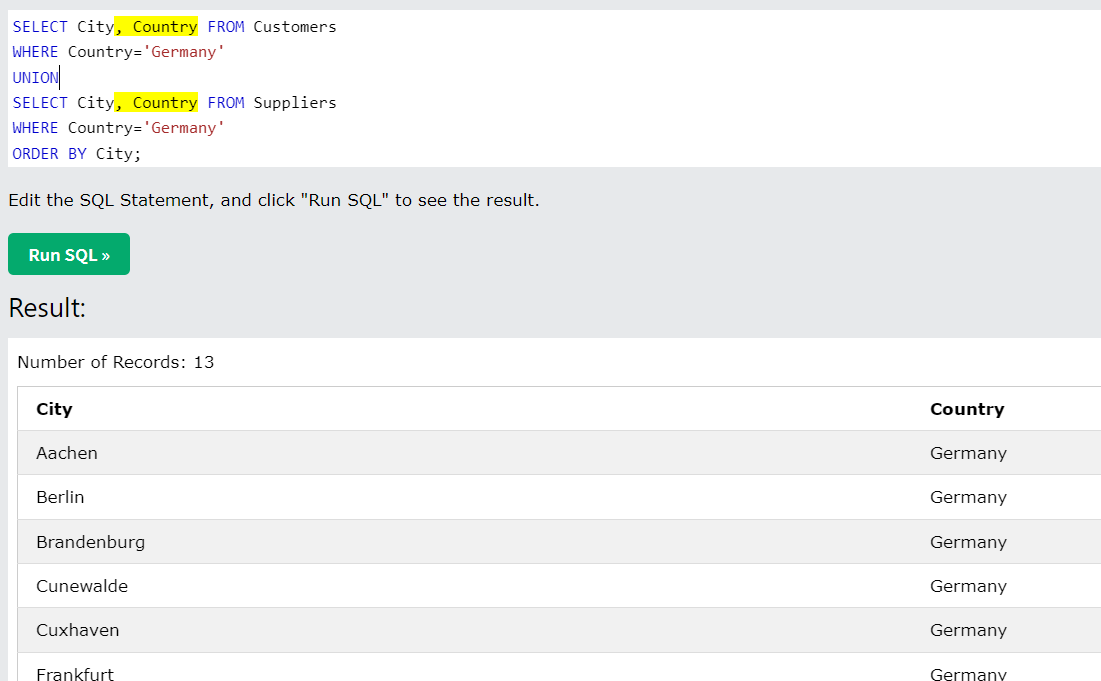 SELECT City, Country FROM Customers
WHERE Country='Germany'
UNION
SELECT City, Country FROM Suppliers
WHERE Country='Germany'
ORDER BY City;
Edit the SQL Statement, and click "Run SQL" to see the result.
Run SQL »
Result:
Number of Records: 13
City Country
Aachen Germany
Berlin Germany
Brandenburg Germany
Cunewalde Germany
Cuxhaven Germany
Frankfurt Germany